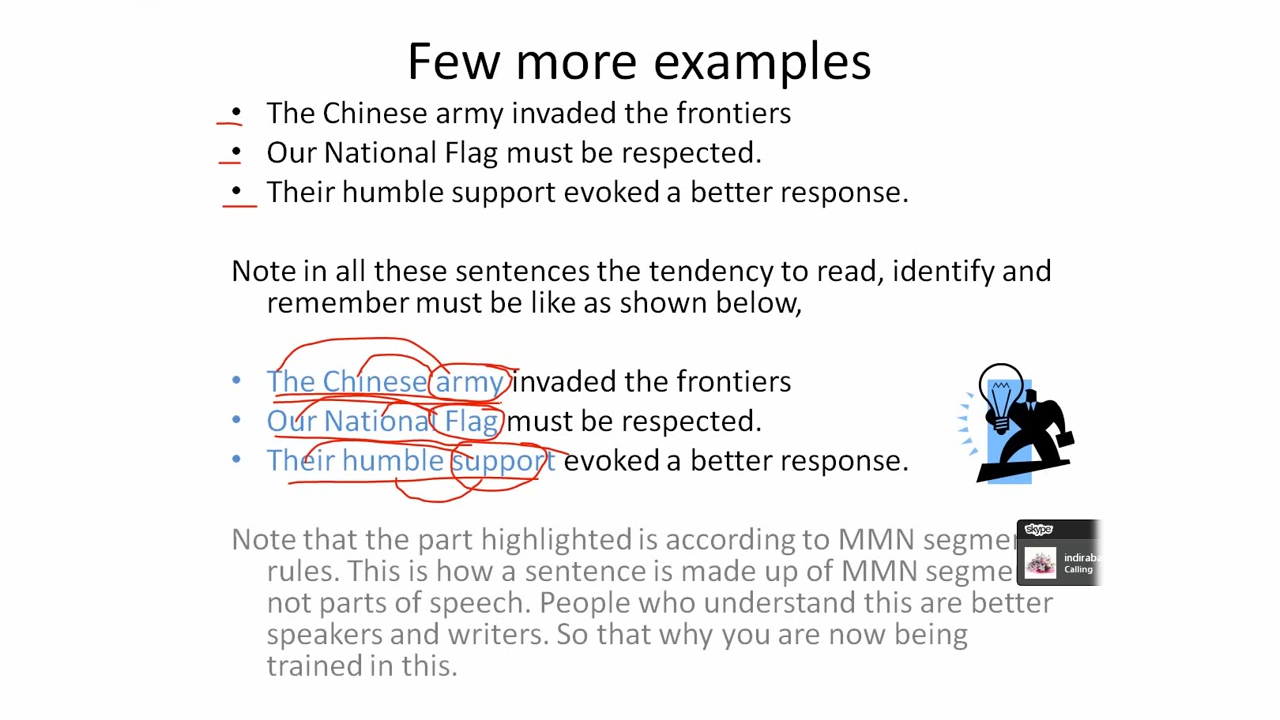 Few more examples
• The Chinese army invaded the frontiers
• Our National Flag must be respected.
• Their humble support evoked a better response.
Note in all these sentences the tendency to read, identify and
remember must be like as shown below,
• The Chinese army invaded the frontiers
• Our National Flag must be respected.
• Their humble support evoked a better response.
Note that the part highlighted is according to MMN
rules. This is how a sentence is made up of MMN
not parts of speech. People who understand this are better
speakers and writers. So that why you are now being
trained in this.
skype
indiraba
Calling